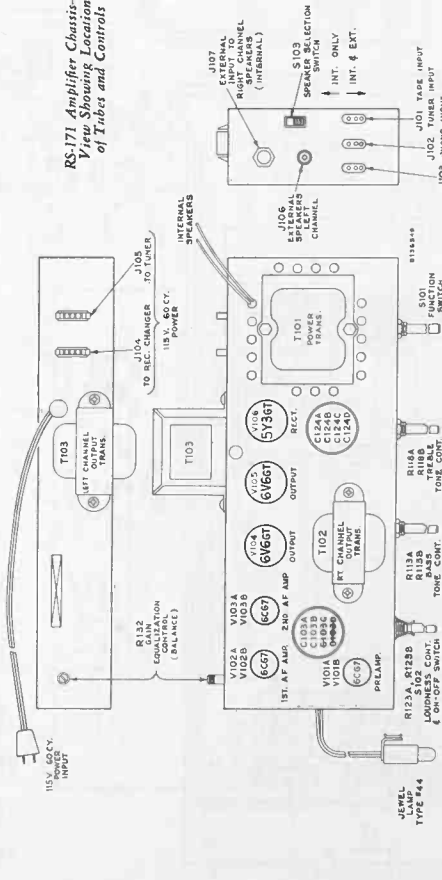 RS-171 Amplifier Chassis-
View Showing Location
of Tubes and Controls
115 V. 60 CY.
POWER
INPUT
T103
LEFT CHANNEL
OUTPUT
TRANS.
J104
TO REC. CHANGER
J105
TO TUNER
115 V. 60 CY.
POWER
R132
GAIN
EQUALIZATION
CONTROL
(BALANCE)
T103
INTERNAL
SPEAKERS
V102A
V102B
6CG7
1ST. AF AMP.
V103A
V103B
6CG7
2ND AF AMP
V104
6V6GT
OUTPUT
V105
6V6GT
OUTPUT
V106
5Y3GT
RECT.
T101
POWER
TRANS.
V101A
V101B
6CG7
PREAMP.
C103A
C103B
C103C
C103D
T102
RT CHANNEL
OUTPUT
TRANS.
C124A
C124B
C124C
C124D
JEWEL
LAMP
TYPE #44
R123A, R123B
S102
LOUDNESS CONT.
& ON-OFF SWITCH
R113A
R113B
BASS
TONE CONT.
R118A
R118B
TREBLE
TONE CONT.
S101
FUNCTION
SWITCH
J107
EXTERNAL
INPUT TO
RIGHT CHANNEL
SPEAKERS
(INTERNAL)
S103
SPEAKER SELECTION
SWITCH
INT. ONLY
INT. & EXT.
J106
EXTERNAL
SPEAKERS
LEFT
CHANNEL
J101 TAPE INPUT
J102 TUNER INPUT